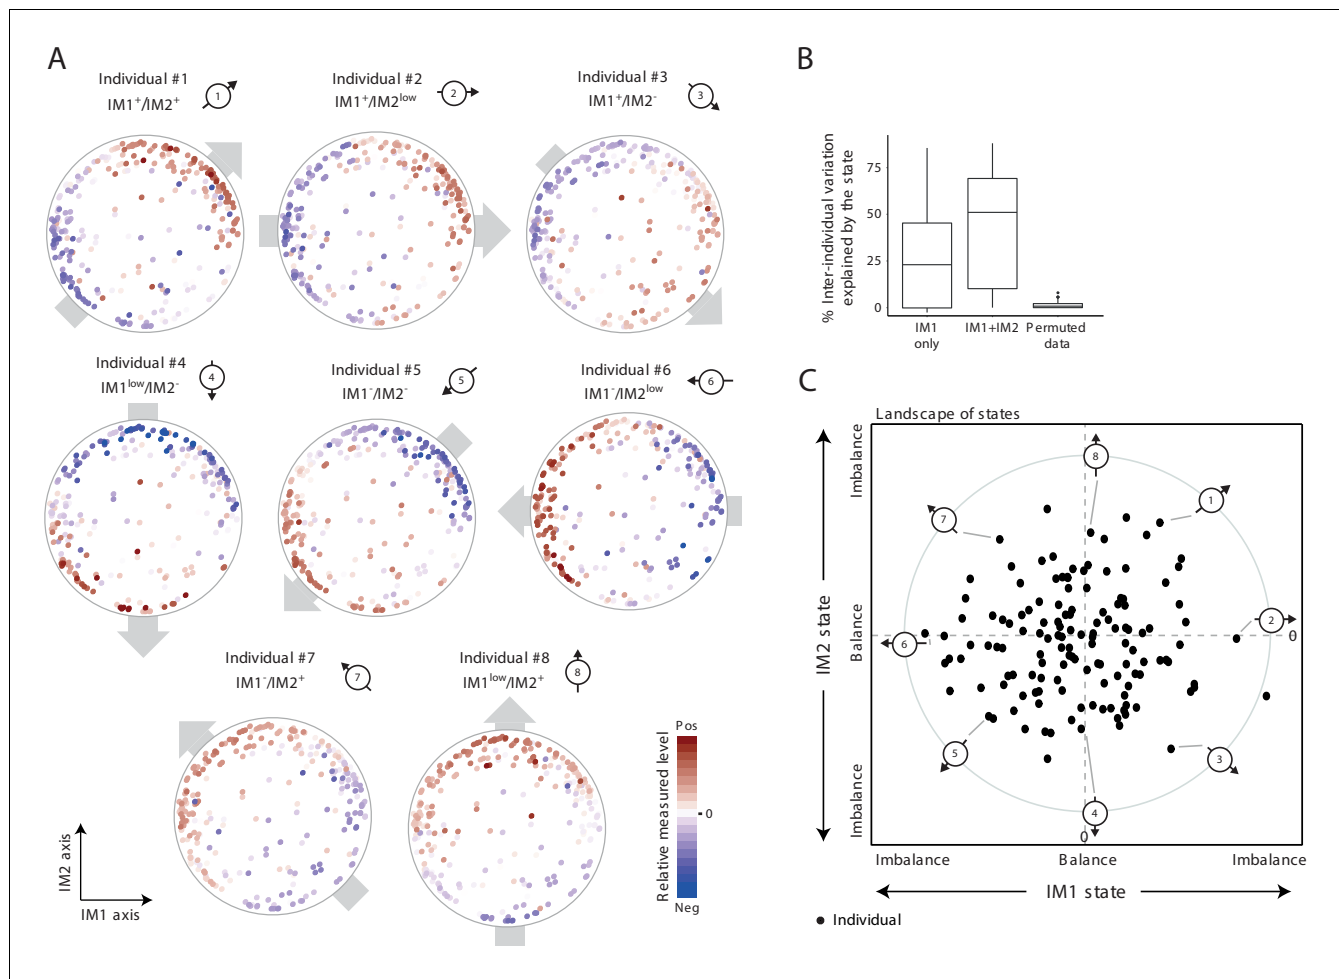 A
Individual #1
IM1+/IM2+
1
Individual #2
IM1+/IM2low
2
Individual #3
IM1+/IM2-
3
Individual #4
IM1low/IM2-
4
Individual #5
IM1-/IM2-
5
Individual #6
IM1-/IM2low
6
Individual #7
IM1-/IM2+
7
Individual #8
IM1low/IM2+
8
Relative measured level
Pos
0
Neg
IM2 axis
IM1 axis
B
% Inter-individual variation
explained by the state
75
50
25
0
IM1
only
IM1+IM2
Permuted
data
C
Landscape of states
Imbalance
Balance
Imbalance
IM2 state
8
1
7
2
0
6
5
3
4
0
Imbalance
Balance
Imbalance
IM1 state
Individual